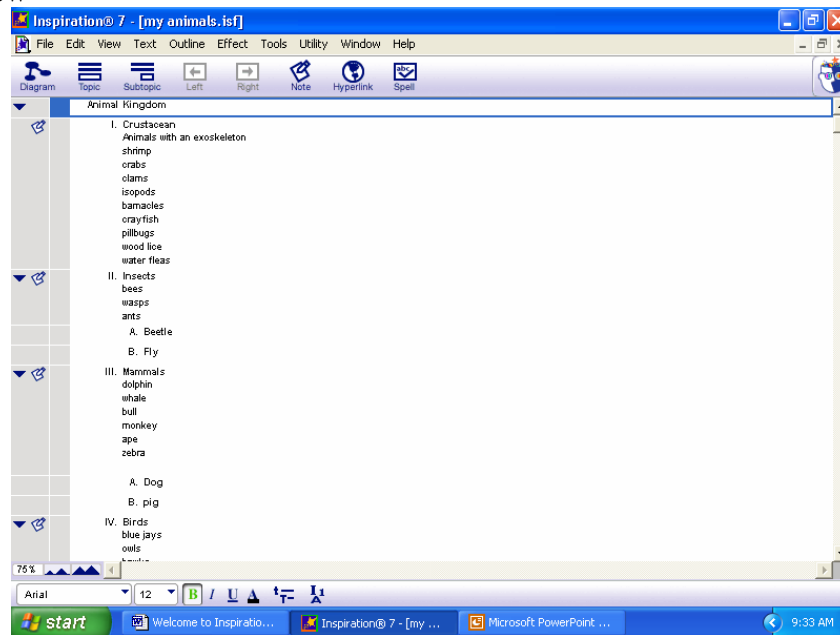 Inspiration® 7 - [my animals.isf]
File Edit View Text Outline Effect Tools Utility Window Help
Diagram Topic Subtopic Left Right Note Hyperlink Spell
Animal Kingdom
I. Crustacean
Animals with an exoskeleton
shrimp
crabs
clams
isopods
barnacles
crayfish
pillbugs
wood lice
water fleas
II. Insects
bees
wasps
ants
A. Beetle
B. Fly
III. Mammals
dolphin
whale
bull
monkey
ape
zebra
A. Dog
B. pig
IV. Birds
blue jays
owls
75%
Arial 12 B I U A
start Welcome to Inspiratio... Inspiration® 7 - [my ... Microsoft PowerPoint ... 9:33 AM